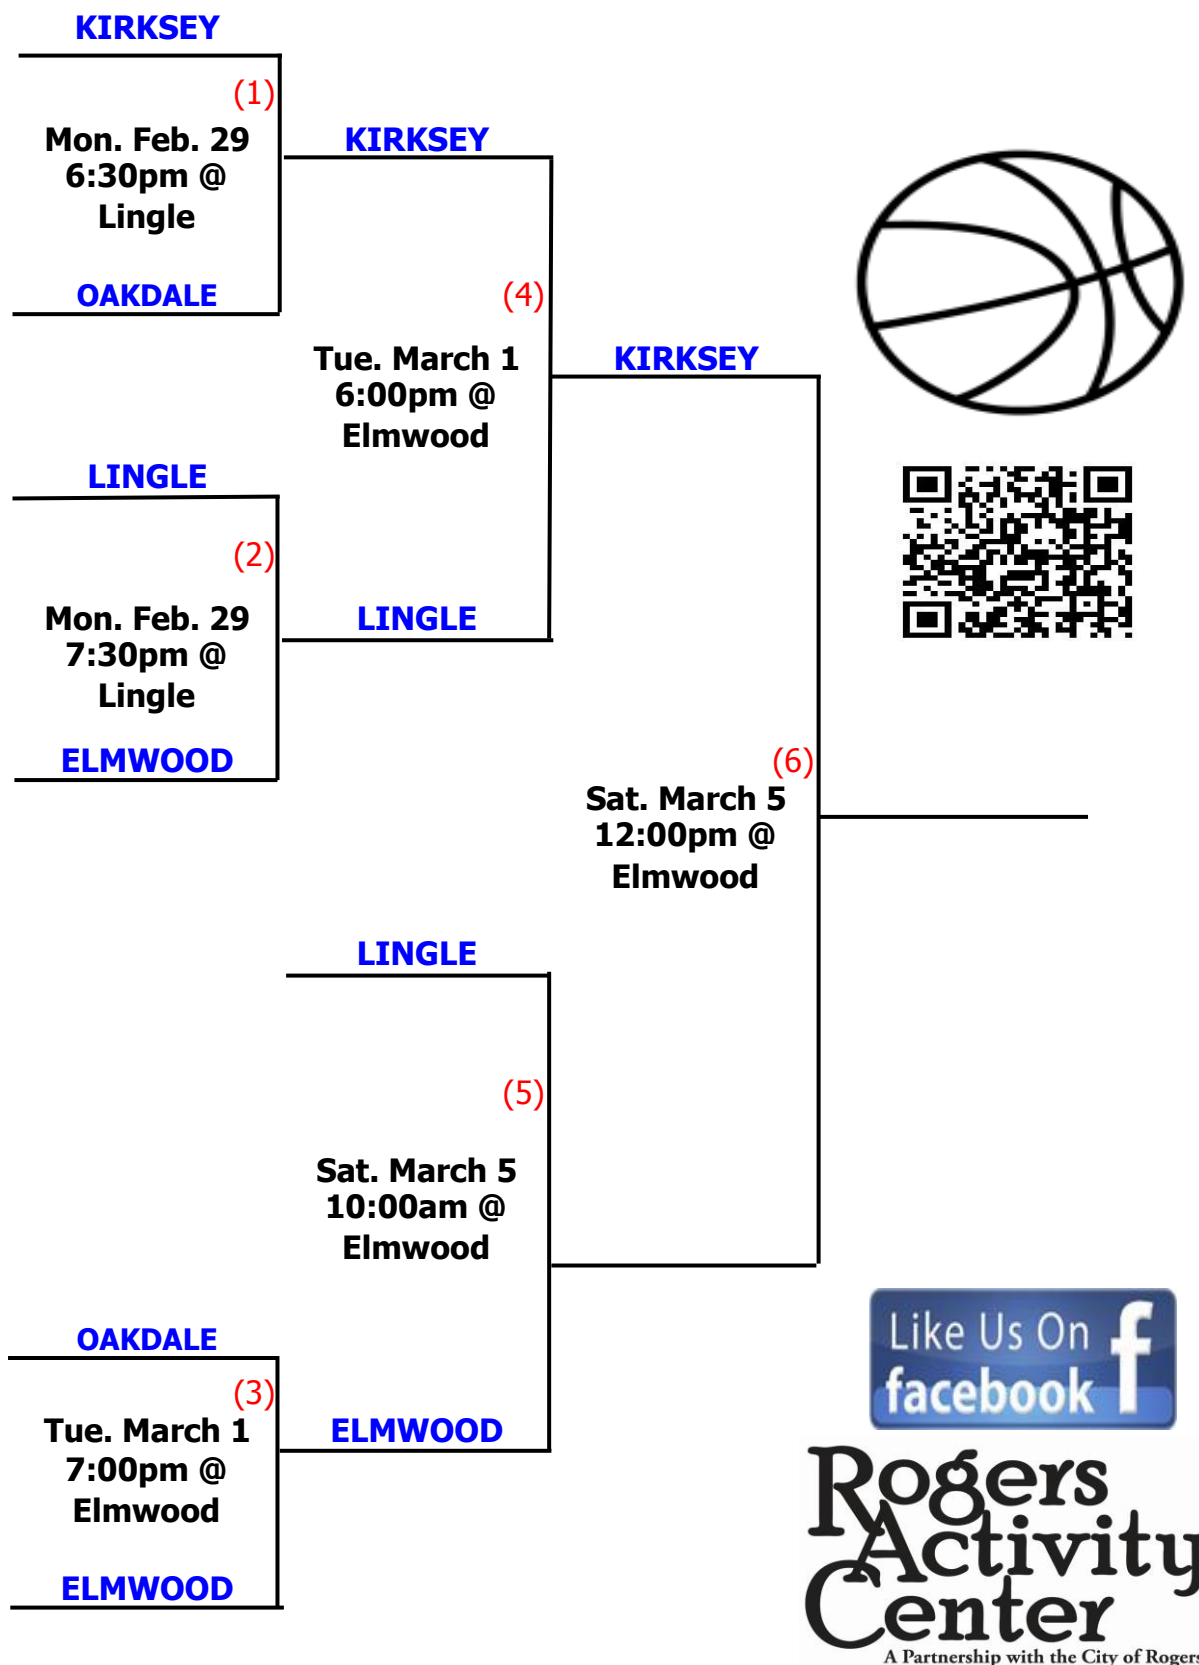 KIRKSEY
(1)
Mon. Feb. 29
6:30pm @
Lingle
OAKDALE
KIRKSEY
(4)
Tue. March 1
6:00pm @
Elmwood
KIRKSEY
LINGLE
(2)
Mon. Feb. 29
7:30pm @
Lingle
ELMWOOD
LINGLE
(6)
Sat. March 5
12:00pm @
Elmwood
LINGLE
(5)
Sat. March 5
10:00am @
Elmwood
OAKDALE
(3)
Tue. March 1
7:00pm @
Elmwood
ELMWOOD
ELMWOOD
Like Us On
facebook
f
Rogers
Activity
Center
A Partnership with the City of Rogers